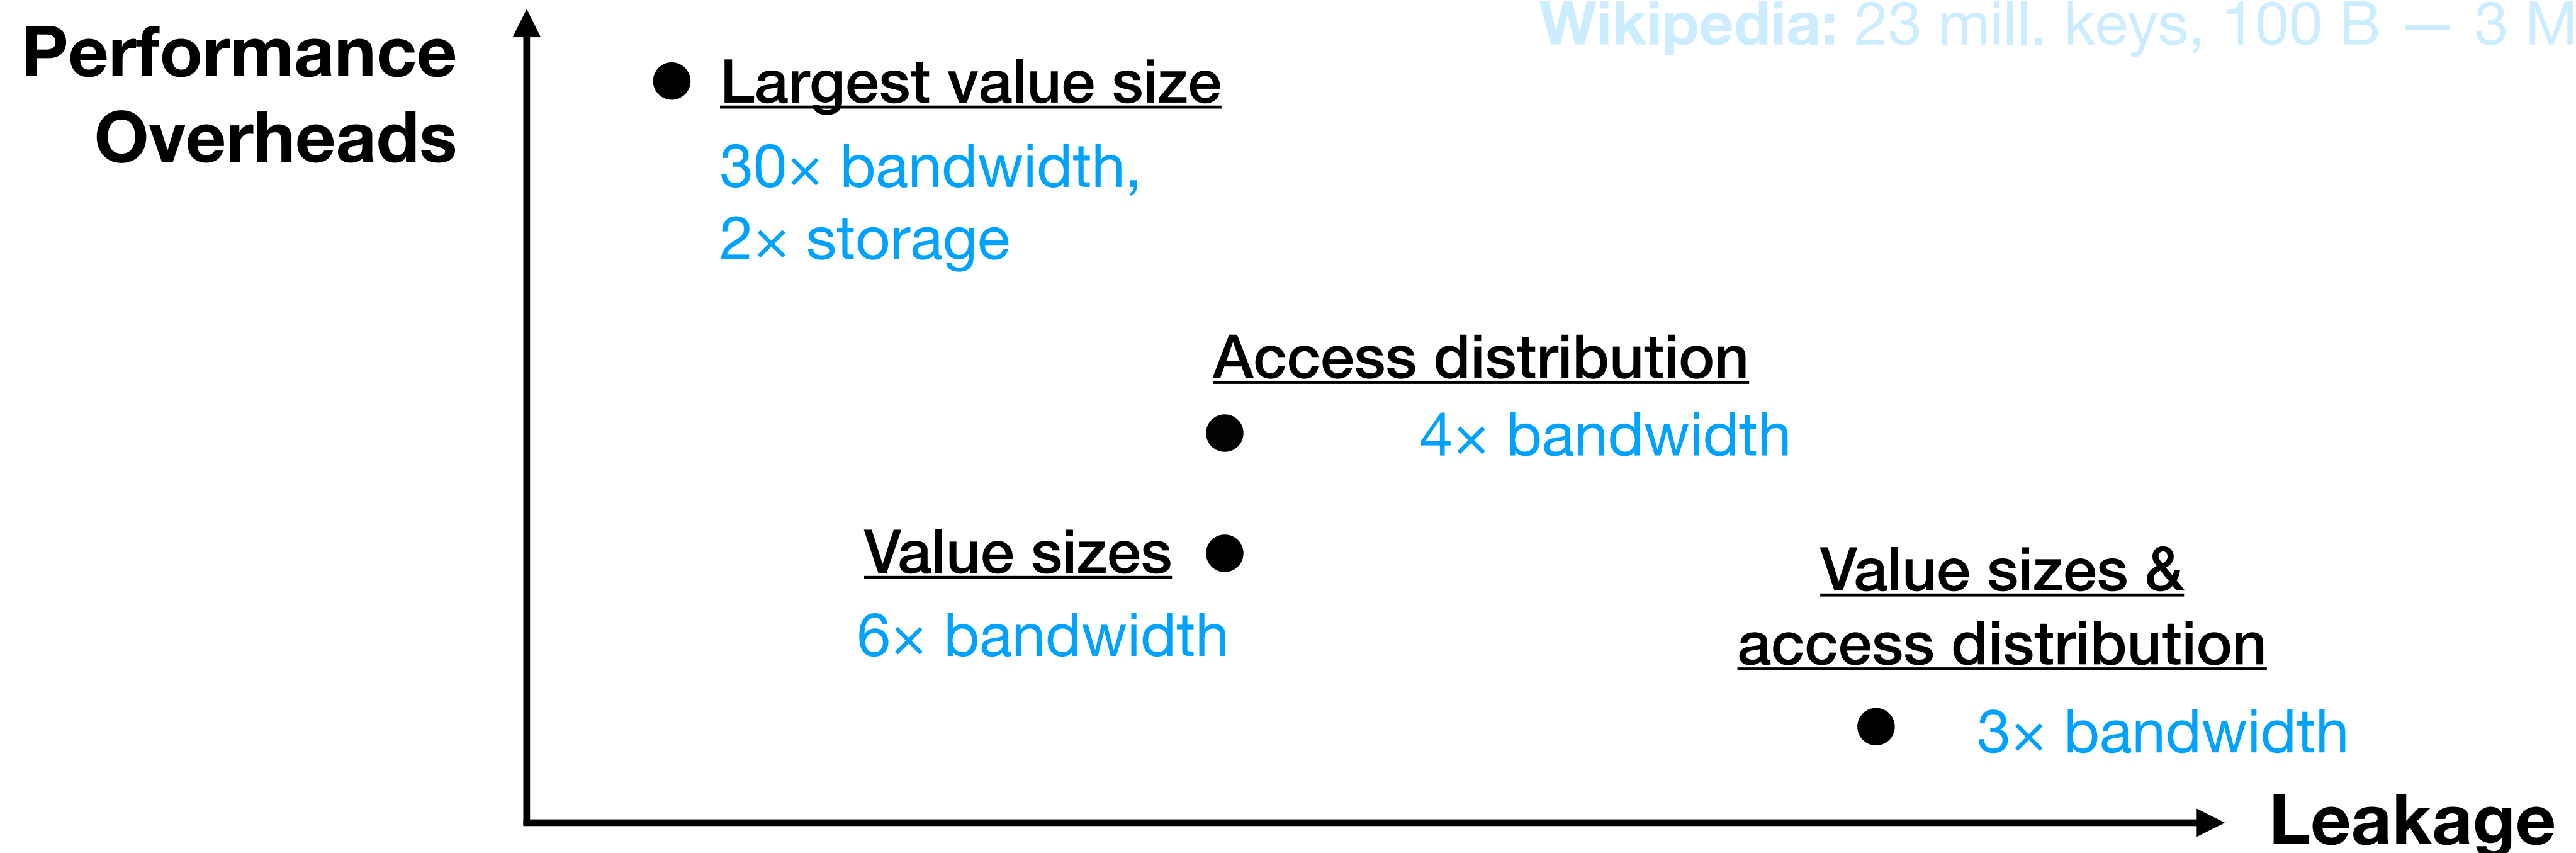 Performance
Overheads
Wikipedia: 23 mill. keys, 100 B — 3 M
Largest value size
30× bandwidth,
2× storage
Access distribution
4× bandwidth
Value sizes
6× bandwidth
Value sizes &
access distribution
3× bandwidth
Leakage